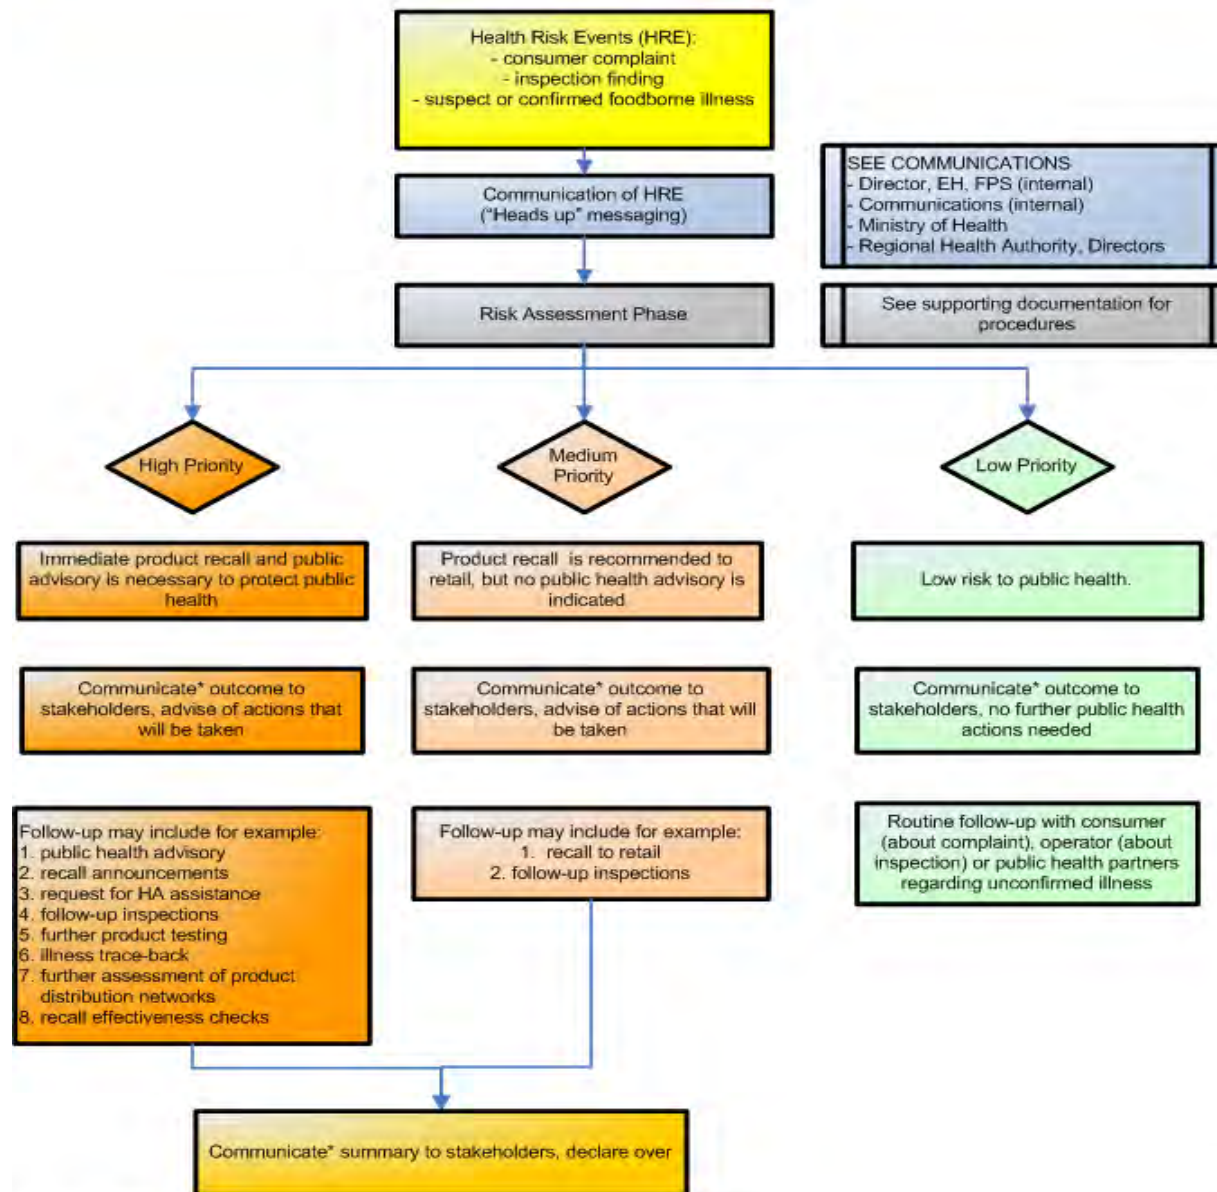 Health Risk Events (HRE):
- consumer complaint
- inspection finding
- suspect or confirmed foodborne illness
Communication of HRE
("Heads up" messaging)
SEE COMMUNICATIONS
- Director, EH, FPS (internal)
- Communications (internal)
- Ministry of Health
- Regional Health Authority, Directors
Risk Assessment Phase
See supporting documentation for
procedures
High Priority
Medium
Priority
Low Priority
Immediate product recall and public
advisory is necessary to protect public
health
Product recall is recommended to
retail, but no public health advisory is
indicated
Low risk to public health.
Communicate* outcome to
stakeholders, advise of actions that
will be taken
Communicate* outcome to
stakeholders, advise of actions that will
be taken
Communicate* outcome to
stakeholders, no further public health
actions needed
Follow-up may include for example:
1. public health advisory
2. recall announcements
3. request for HA assistance
4. follow-up inspections
5. further product testing
6. illness trace-back
7. further assessment of product
distribution networks
8. recall effectiveness checks
Follow-up may include for example:
1. recall to retail
2. follow-up inspections
Routine follow-up with consumer
(about complaint), operator (about
inspection) or public health partners
regarding unconfirmed illness
Communicate* summary to stakeholders, declare over